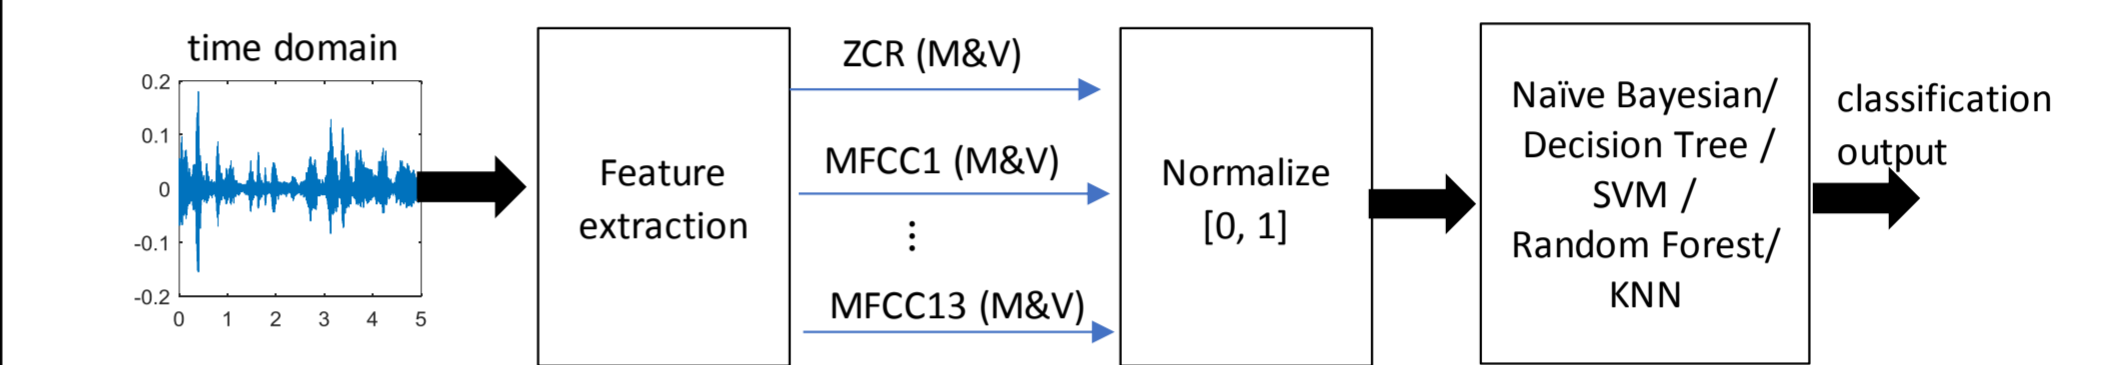 time domain
0.2
0.1
0
-0.1
-0.2
0 1 2 3 4 5
Feature
extraction
ZCR (M&V)
MFCC1 (M&V)
⋮
MFCC13 (M&V)
Normalize
[0, 1]
Naïve Bayesian/
Decision Tree /
SVM /
Random Forest/
KNN
classification
output